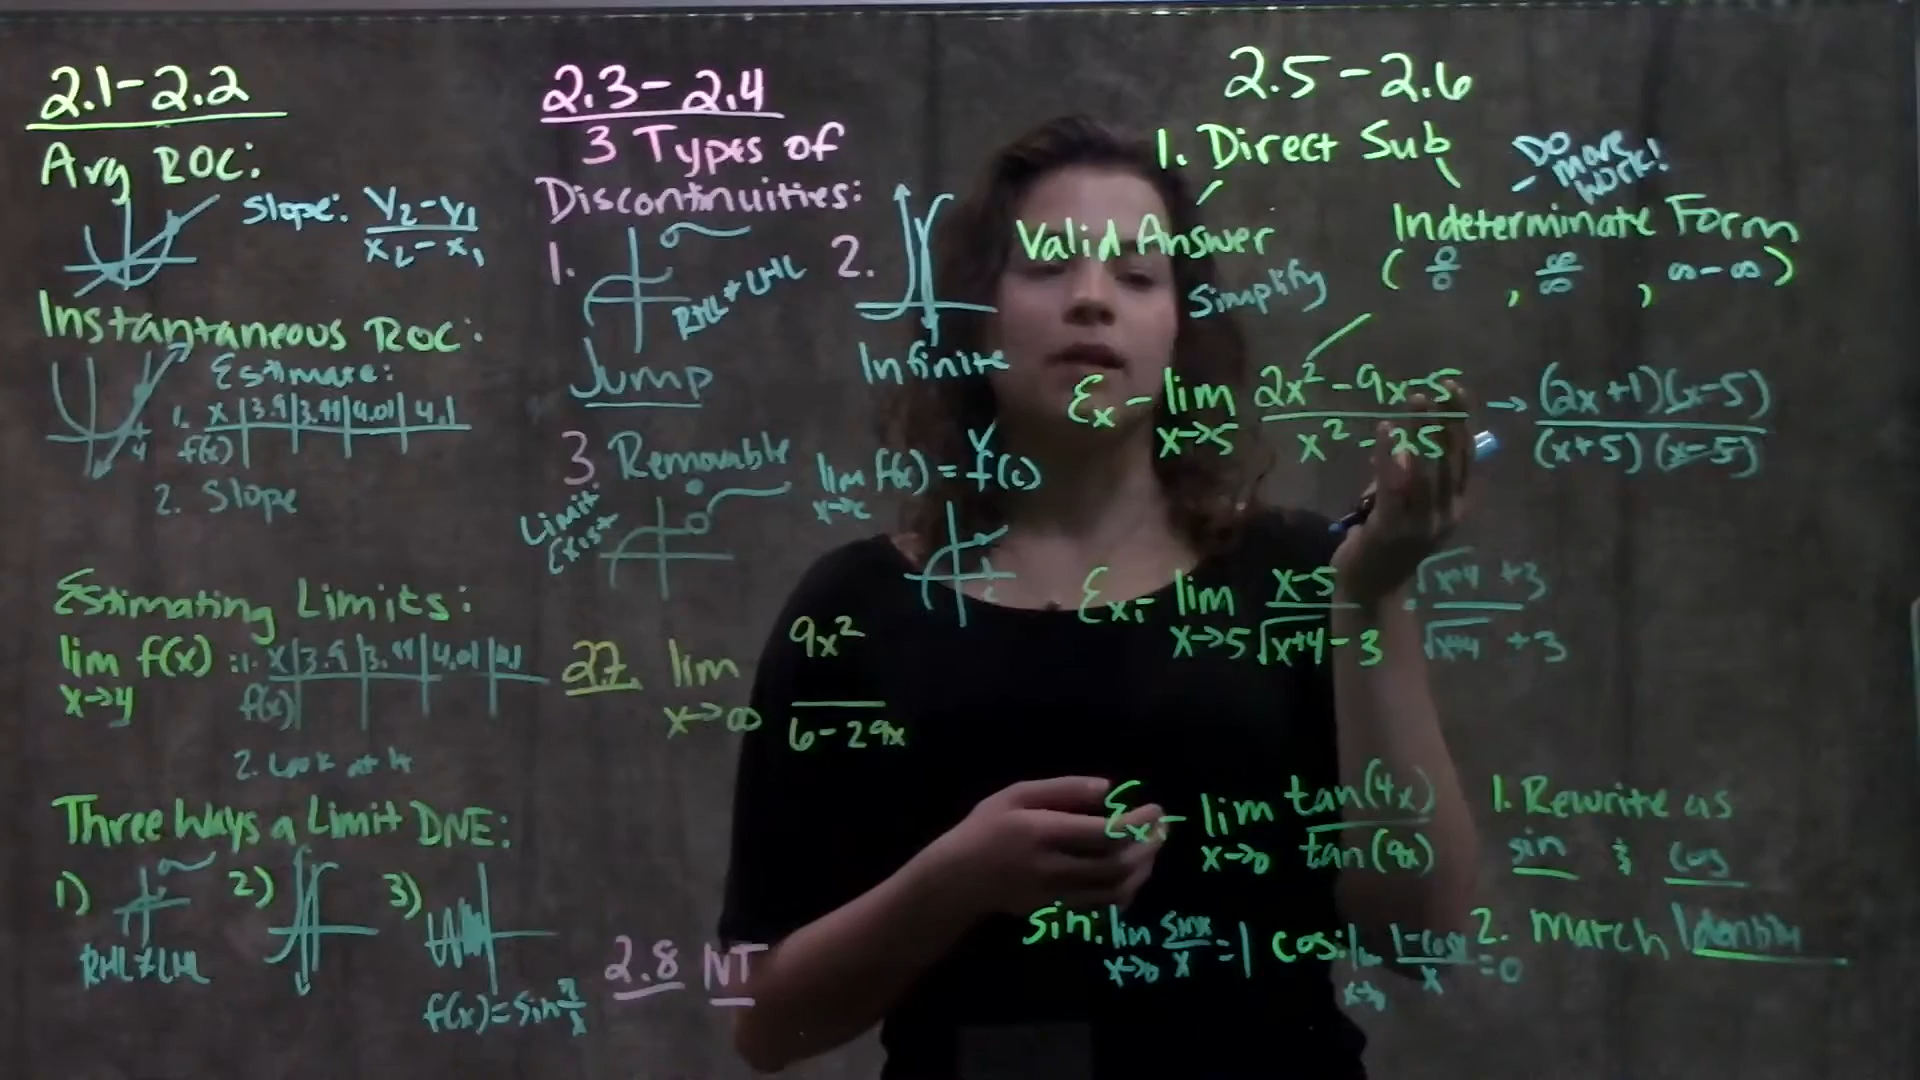 2.1-2.2
Avg ROC:
Slope: y₂-y₁
x₂-x₁
Instantaneous ROC:
Estimate:
1. x | 3.9 | 3.99 | 4.01 | 4.1
f(x)
4
2. Slope
Estimating Limits:
lim f(x) : 1. x | 3.9 | 3.99 | 4.01 | 4.1
x→4 f(x)
2. Look at it
Three Ways a Limit DNE:
1) 2) 3)
RHL≠LHL
f(x)=sin π/x
2.3-2.4
3 Types of
Discontinuities:
1. 2.
RHL≠LHL
Jump
Infinite
3 Removable
Limit
Exist
lim f(x) = f(c)
x→c
c
27. lim 9x²
x→∞ 6-29x
2.8 IVT
2.5-2.6
1. Direct Sub
- Do more work!
Valid Answer
Indeterminate Form
(0/0, ∞/∞, ∞-∞)
Simplify
Ex- lim 2x²-9x-5 → (2x+1)(x-5)
x→5 x²-25 (x+5)(x-5)
Ex:- lim x-5 · √x+4 +3
x→5 √x+4-3 √x+4 +3
Ex:- lim tan(4x)
x→0 tan(9x)
1. Rewrite as
sin & cos
2. Match Identity
sin: lim sinx/x =1
x→0
cos: lim 1-cosx/x =0
x→0